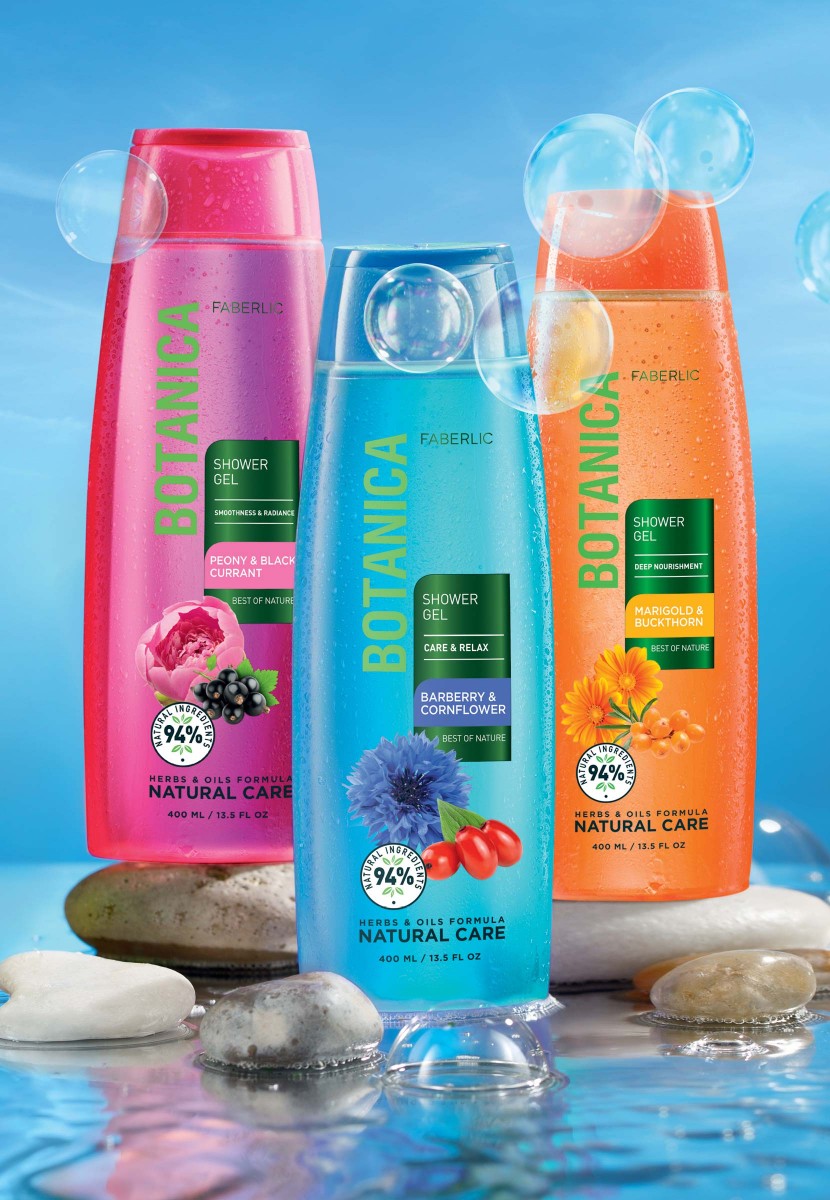 FABERLIC
BOTANICA
SHOWER
GEL
SMOOTHNESS & RADIANCE
PEONY & BLACK
CURRANT
BEST OF NATURE
NATURAL INGREDIENTS
94%
HERBS & OILS FORMULA
NATURAL CARE
400 ML / 13.5 FL OZ
FABERLIC
BOTANICA
SHOWER
GEL
CARE & RELAX
BARBERRY &
CORNFLOWER
BEST OF NATURE
NATURAL INGREDIENTS
94%
HERBS & OILS FORMULA
NATURAL CARE
400 ML / 13.5 FL OZ
FABERLIC
BOTANICA
SHOWER
GEL
DEEP NOURISHMENT
MARIGOLD &
BUCKTHORN
BEST OF NATURE
NATURAL INGREDIENTS
94%
HERBS & OILS FORMULA
NATURAL CARE
400 ML / 13.5 FL OZ